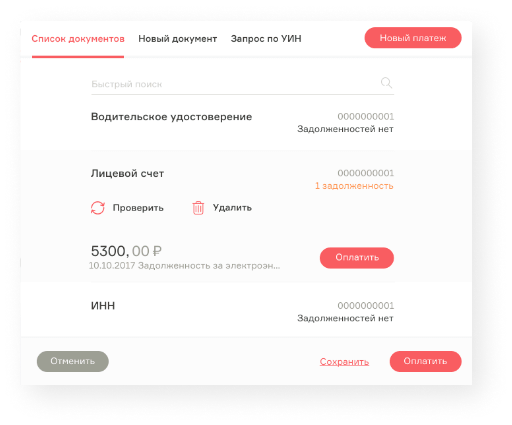 Список документов Новый документ Запрос по УИН Новый платеж
Быстрый поиск
Водительское удостоверение 0000000001
Задолженностей нет
Лицевой счет 0000000001
1 задолженность
Проверить Удалить
5300,00 ₽
10.10.2017 Задолженность за электроэн... Оплатить
ИНН 0000000001
Задолженностей нет
Отменить Сохранить Оплатить